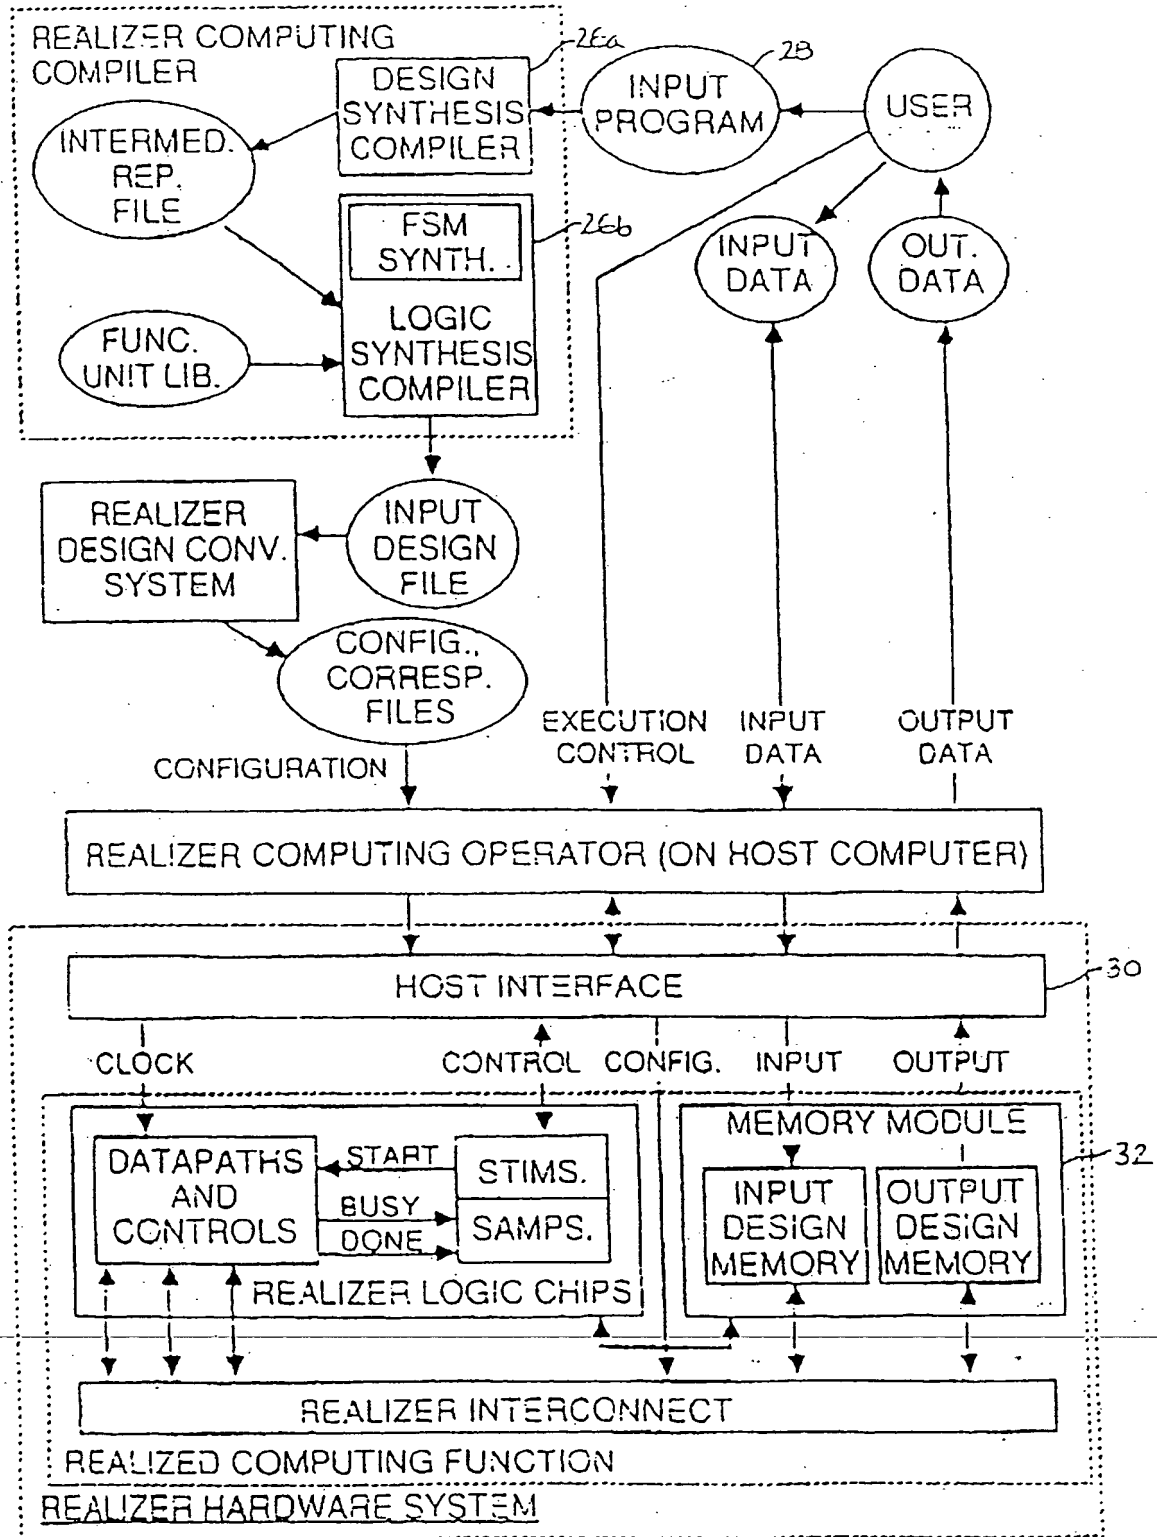 REALIZER COMPUTING
COMPILER
DESIGN
SYNTHESIS
COMPILER
26a
INPUT
PROGRAM
28
USER
INTERMED.
REP.
FILE
FSM
SYNTH.
26b
LOGIC
SYNTHESIS
COMPILER
FUNC.
UNIT LIB.
INPUT
DATA
OUT.
DATA
REALIZER
DESIGN CONV.
SYSTEM
INPUT
DESIGN
FILE
CONFIG.,
CORRESP.
FILES
CONFIGURATION
EXECUTION
CONTROL
INPUT
DATA
OUTPUT
DATA
REALIZER COMPUTING OPERATOR (ON HOST COMPUTER)
HOST INTERFACE
30
CLOCK
CONTROL
CONFIG.
INPUT
OUTPUT
DATAPATHS
AND
CONTROLS
START
BUSY
DONE
STIMS.
SAMPS.
REALIZER LOGIC CHIPS
MEMORY MODULE
32
INPUT
DESIGN
MEMORY
OUTPUT
DESIGN
MEMORY
REALIZER INTERCONNECT
REALIZED COMPUTING FUNCTION
REALIZER HARDWARE SYSTEM